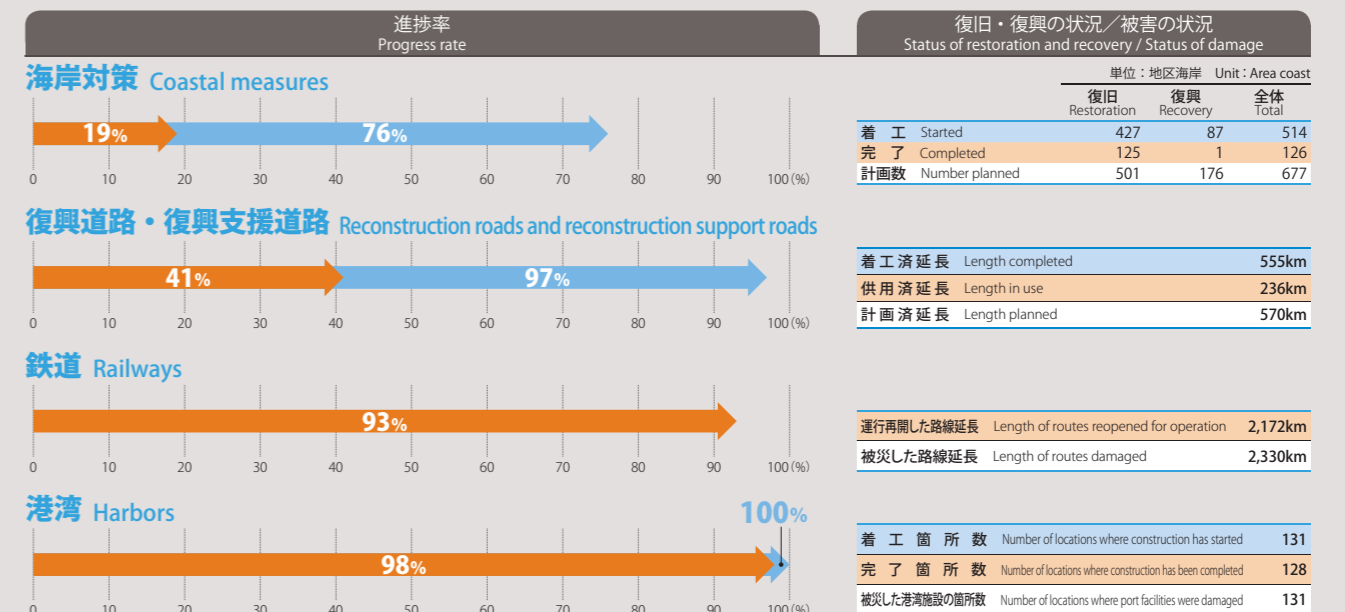 進捗率
Progress rate
復旧・復興の状況／被害の状況
Status of restoration and recovery / Status of damage
海岸対策 Coastal measures
19%
76%
0 10 20 30 40 50 60 70 80 90 100(%)
単位：地区海岸 Unit：Area coast
復旧 復興 全体
Restoration Recovery Total
着工 Started 427 87 514
完了 Completed 125 1 126
計画数 Number planned 501 176 677
復興道路・復興支援道路 Reconstruction roads and reconstruction support roads
41%
97%
0 10 20 30 40 50 60 70 80 90 100(%)
着工済延長 Length completed 555km
供用済延長 Length in use 236km
計画済延長 Length planned 570km
鉄道 Railways
93%
0 10 20 30 40 50 60 70 80 90 100(%)
運行再開した路線延長 Length of routes reopened for operation 2,172km
被災した路線延長 Length of routes damaged 2,330km
港湾 Harbors
100%
98%
0 10 20 30 40 50 60 70 80 90 100(%)
着工箇所数 Number of locations where construction has started 131
完了箇所数 Number of locations where construction has been completed 128
被災した港湾施設の箇所数 Number of locations where port facilities were damaged 131